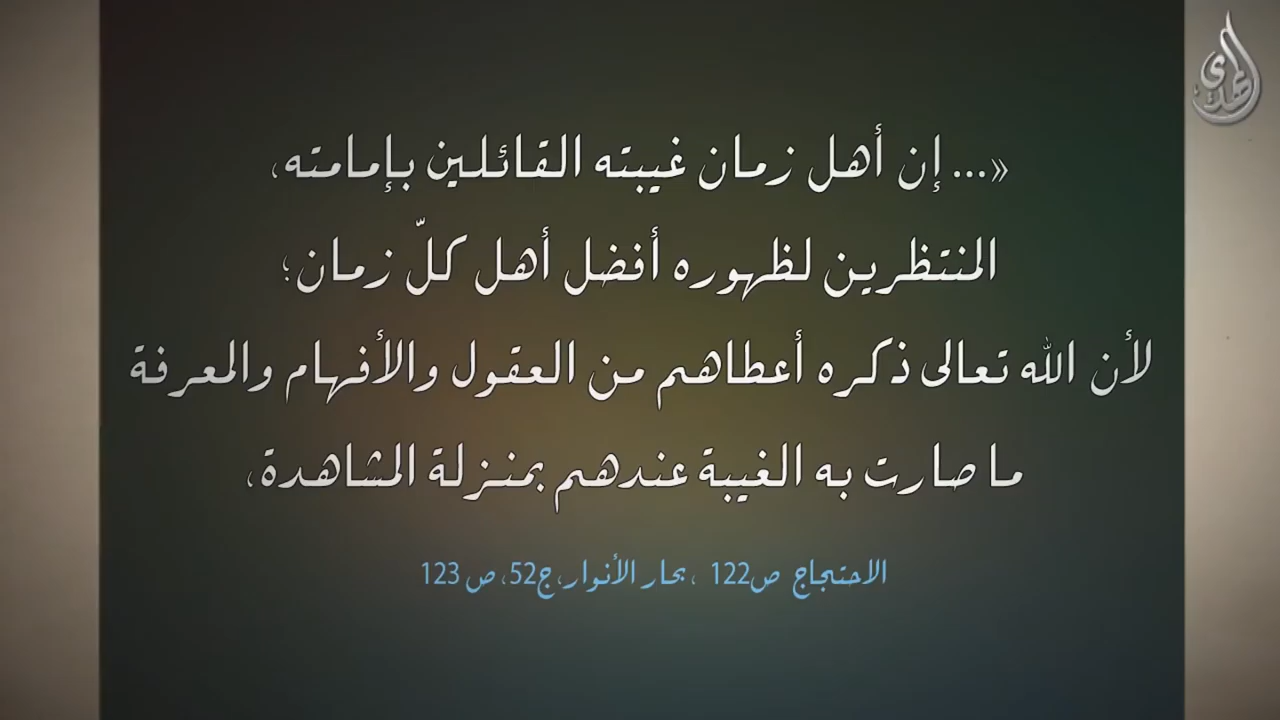 «... إن أهل زمان غيبته القائلين بإمامته،
المنتظرين لظهوره أفضل أهل كلّ زمان؛
لأن الله تعالى ذكره أعطاهم من العقول والأفهام والمعرفة
ما صارت به الغيبة عندهم بمنزلة المشاهدة،
الاحتجاج ص122 ، بحار الأنوار، ج52، ص 123